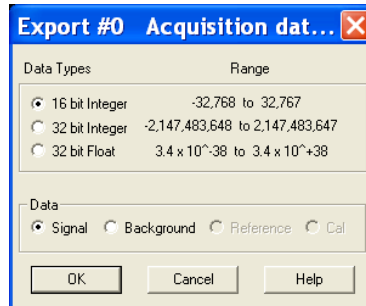 Export #0 Acquisition dat...
Data Types Range
16 bit Integer -32,768 to 32,767
32 bit Integer -2,147,483,648 to 2,147,483,647
32 bit Float 3.4 x 10^-38 to 3.4 x 10^+38
Data
Signal Background Reference Cal
OK Cancel Help